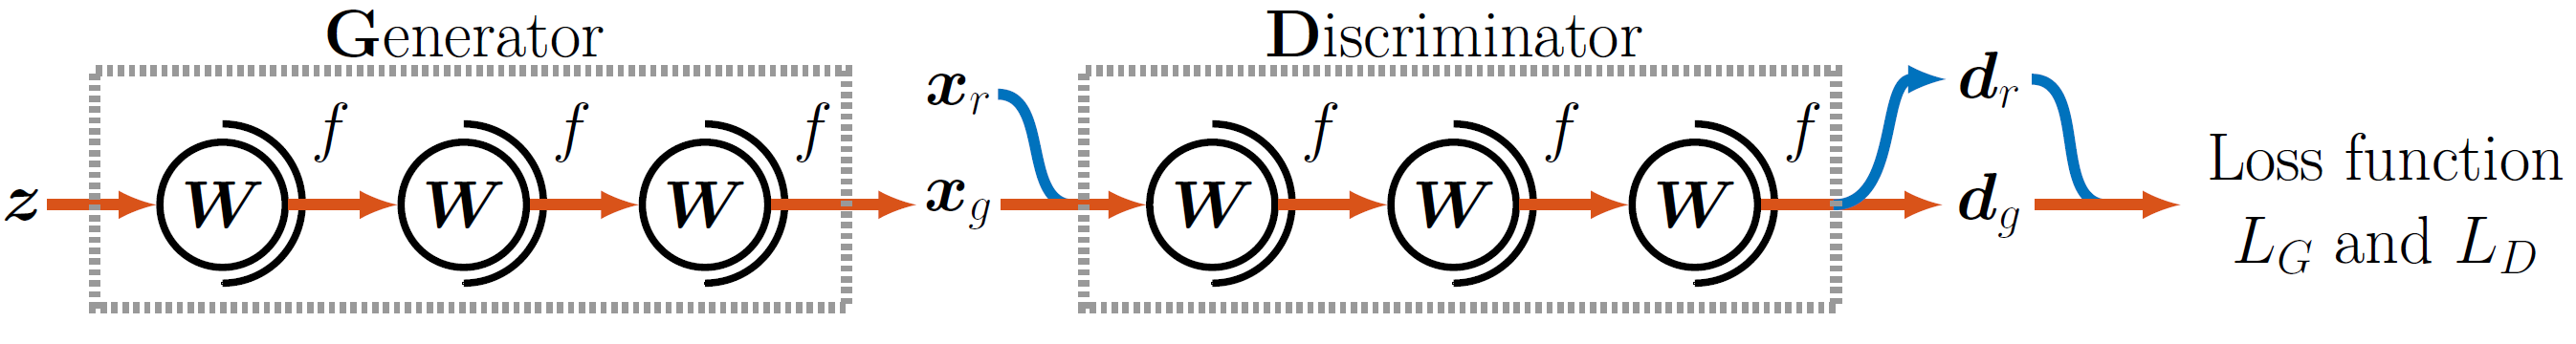 Generator
Discriminator
z
W f
W f
W f
x_r
x_g
W f
W f
W f
d_r
d_g
Loss function
L_G and L_D